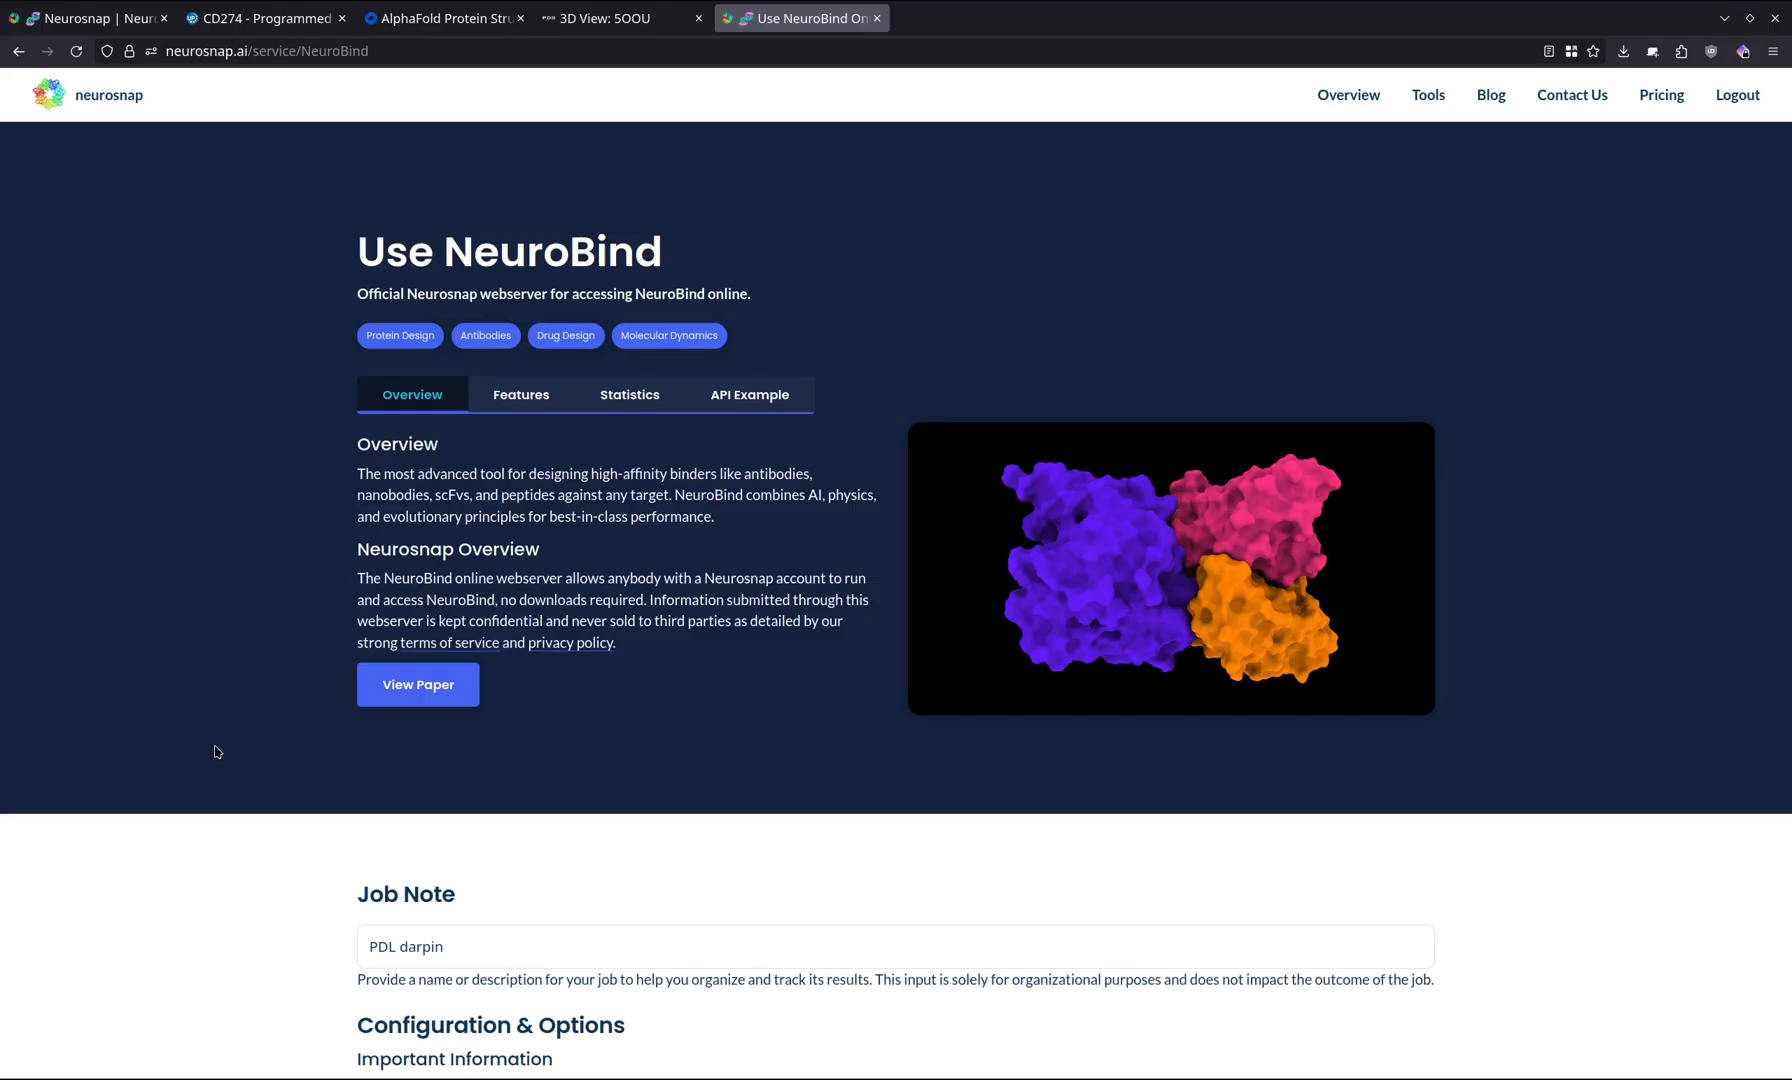 Neurosnap | Neur
CD274 - Programmed
AlphaFold Protein Stru
3D View: 5OOU
Use NeuroBind On
neurosnap.ai/service/NeuroBind
neurosnap
Overview
Tools
Blog
Contact Us
Pricing
Logout
Use NeuroBind
Official Neurosnap webserver for accessing NeuroBind online.
Protein Design
Antibodies
Drug Design
Molecular Dynamics
Overview
Features
Statistics
API Example
Overview
The most advanced tool for designing high-affinity binders like antibodies,
nanobodies, scFvs, and peptides against any target. NeuroBind combines AI, physics,
and evolutionary principles for best-in-class performance.
Neurosnap Overview
The NeuroBind online webserver allows anybody with a Neurosnap account to run
and access NeuroBind, no downloads required. Information submitted through this
webserver is kept confidential and never sold to third parties as detailed by our
strong terms of service and privacy policy.
View Paper
Job Note
PDL darpin
Provide a name or description for your job to help you organize and track its results. This input is solely for organizational purposes and does not impact the outcome of the job.
Configuration & Options
Important Information